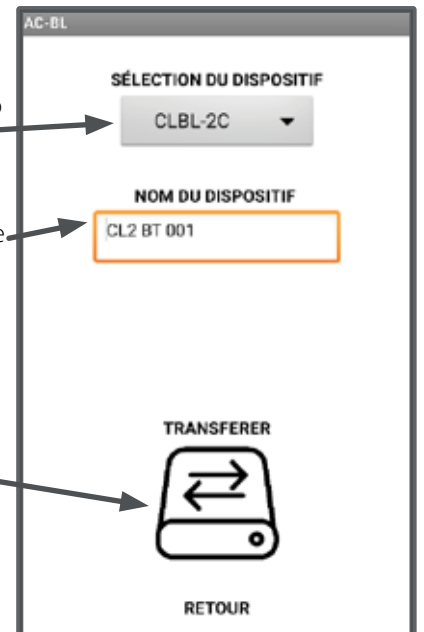 AC-BL
SÉLECTION DU DISPOSITIF
CLBL-2C
NOM DU DISPOSITIF
CL2 BT 001
TRANSFERER
RETOUR